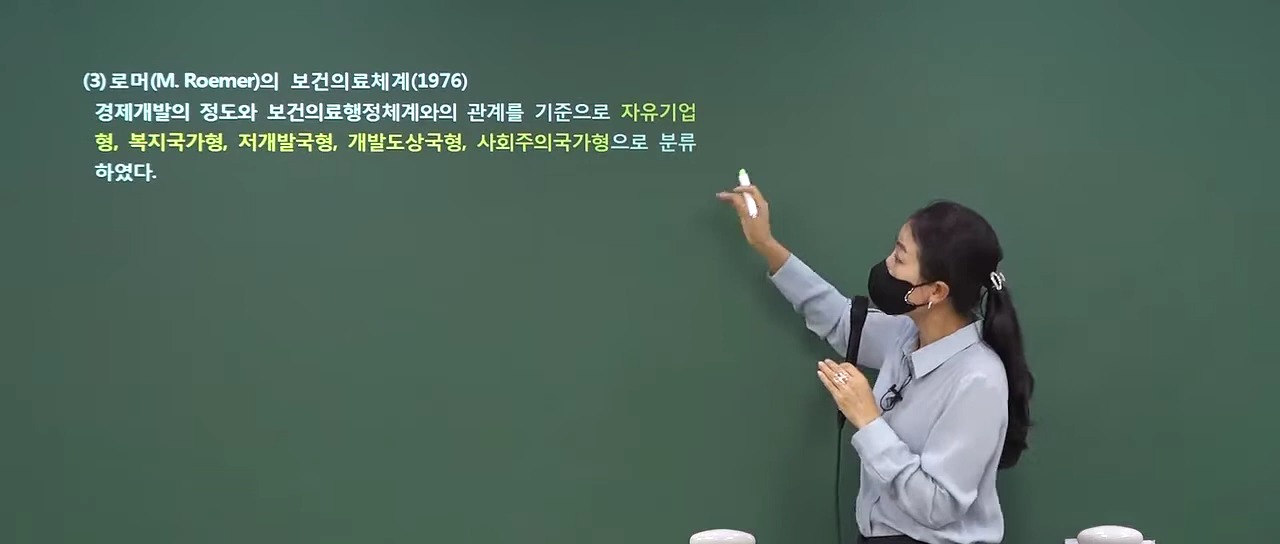 (3) 로머(M. Roemer)의 보건의료체계(1976)
경제개발의 정도와 보건의료행정체계와의 관계를 기준으로 자유기업
형, 복지국가형, 저개발국형, 개발도상국형, 사회주의국가형으로 분류
하였다.